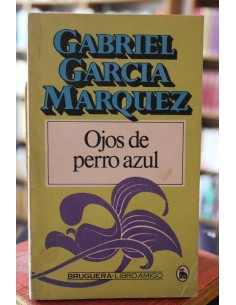 GABRIEL
GARCIA
MARQUEZ
Ojos de
perro azul
BRUGUERA-LIBRO AMIGO